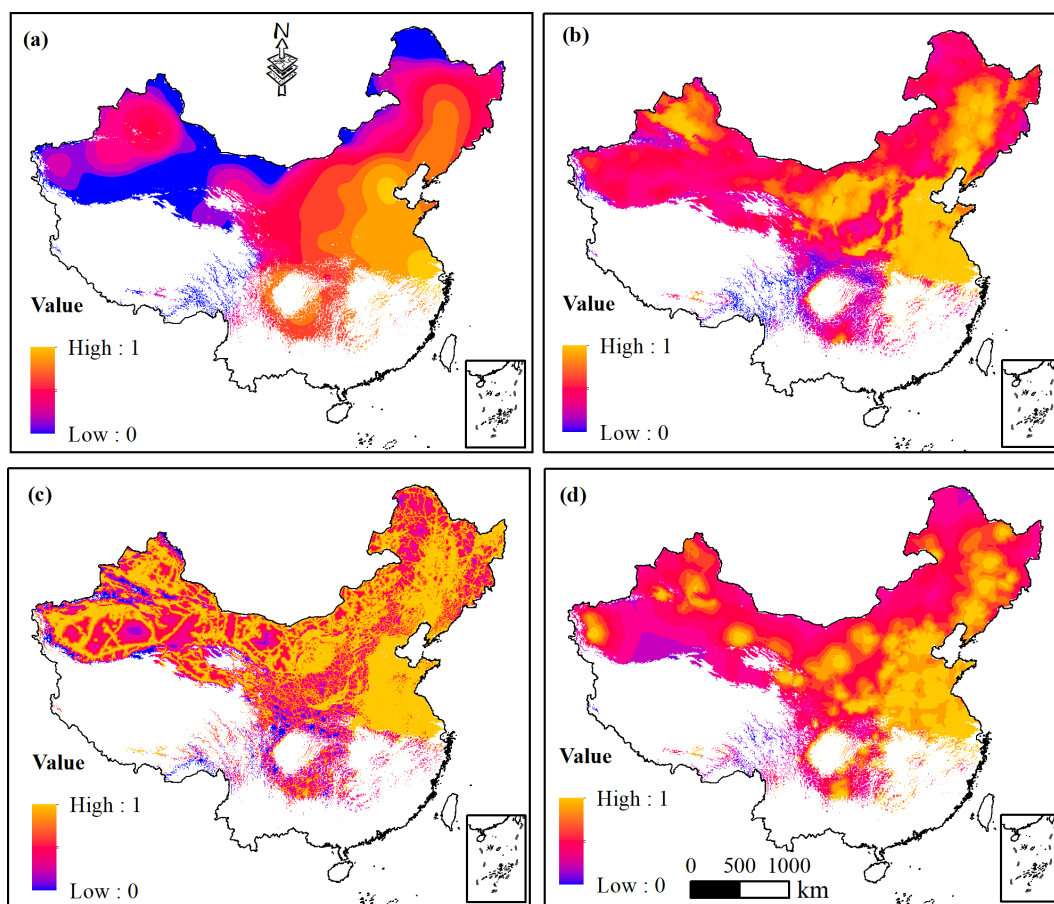 (a)
N
Value
High : 1
Low : 0
(b)
Value
High : 1
Low : 0
(c)
Value
High : 1
Low : 0
(d)
Value
High : 1
Low : 0
0 500 1000
km